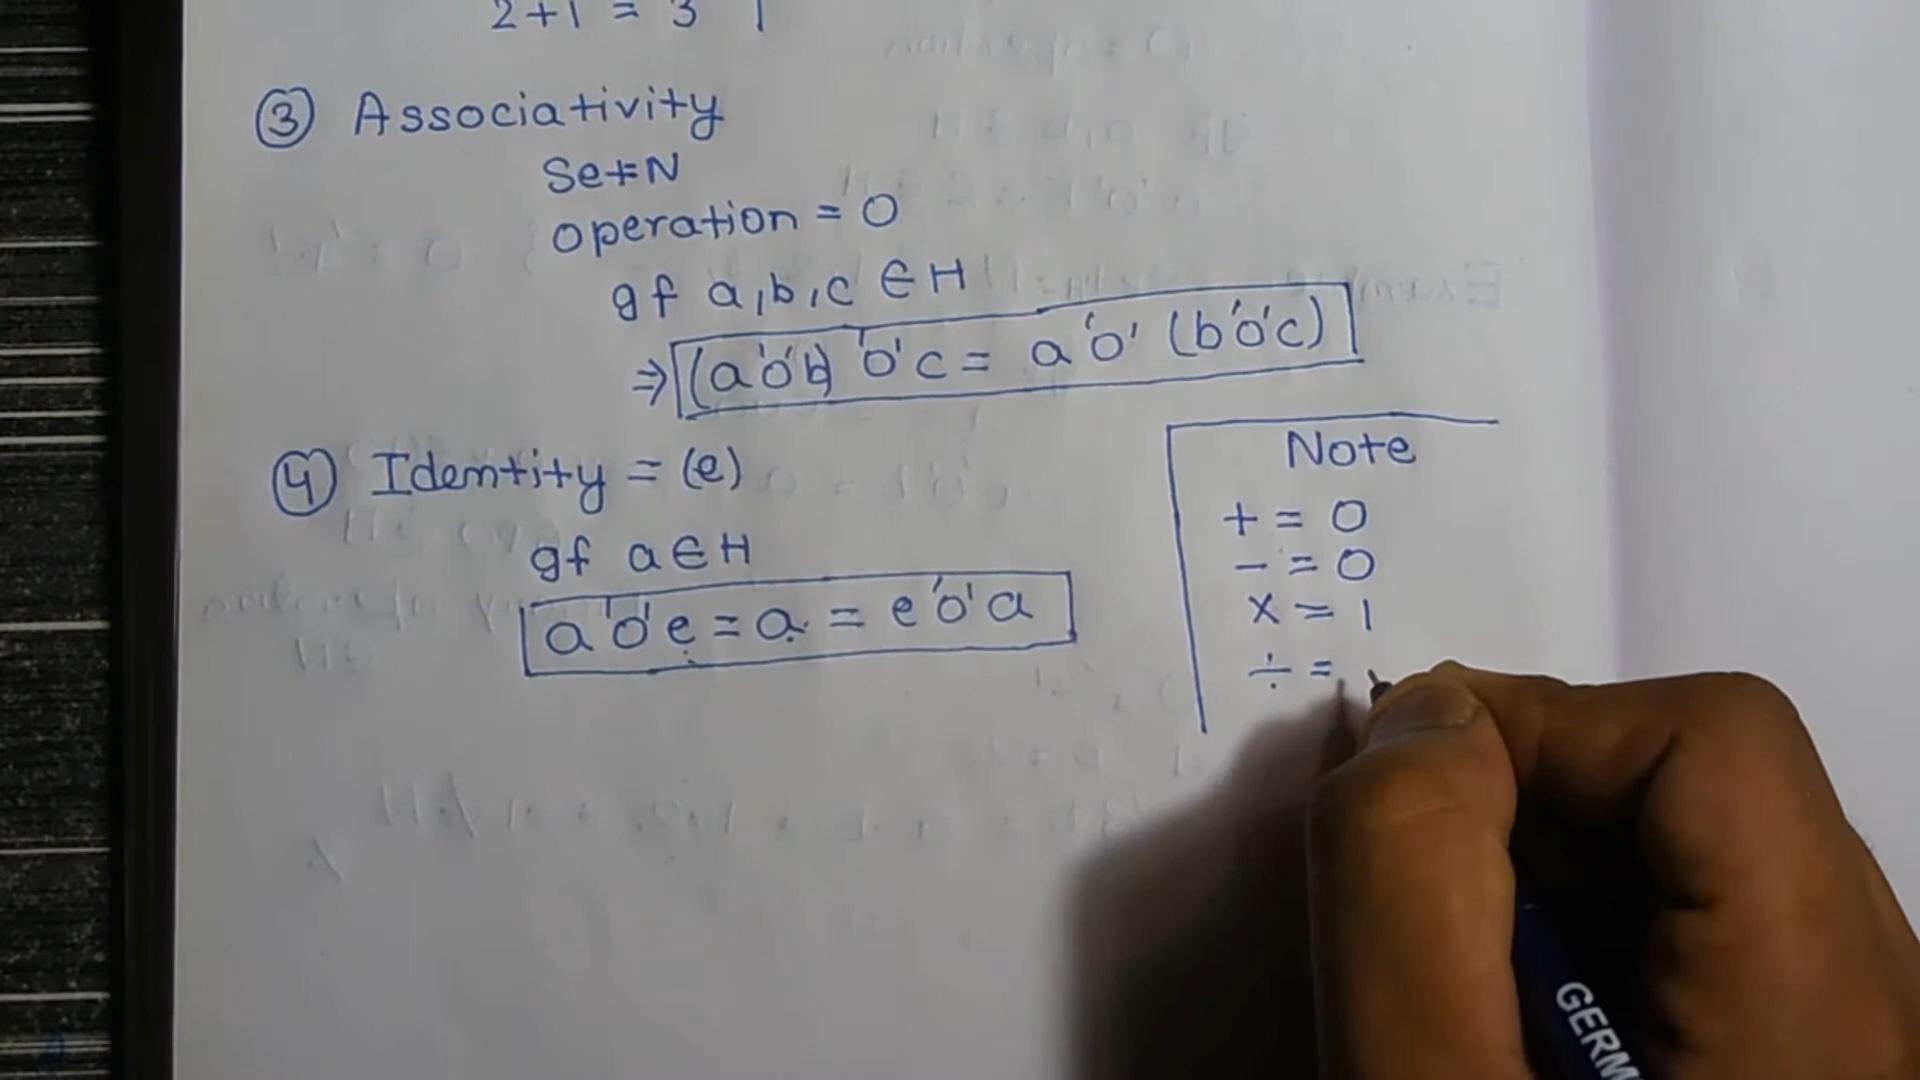 2+1 = 3
③ Associativity
Set=N
operation = O
gf a,b,c ∈ H
⇒ (a'o'b) 'o'c = a'o' (b'o'c)
④ Identity = (e)
gf a∈H
a'o'e = a = e'o'a
Note
+ = 0
- = 0
× = 1
÷ =
GERM